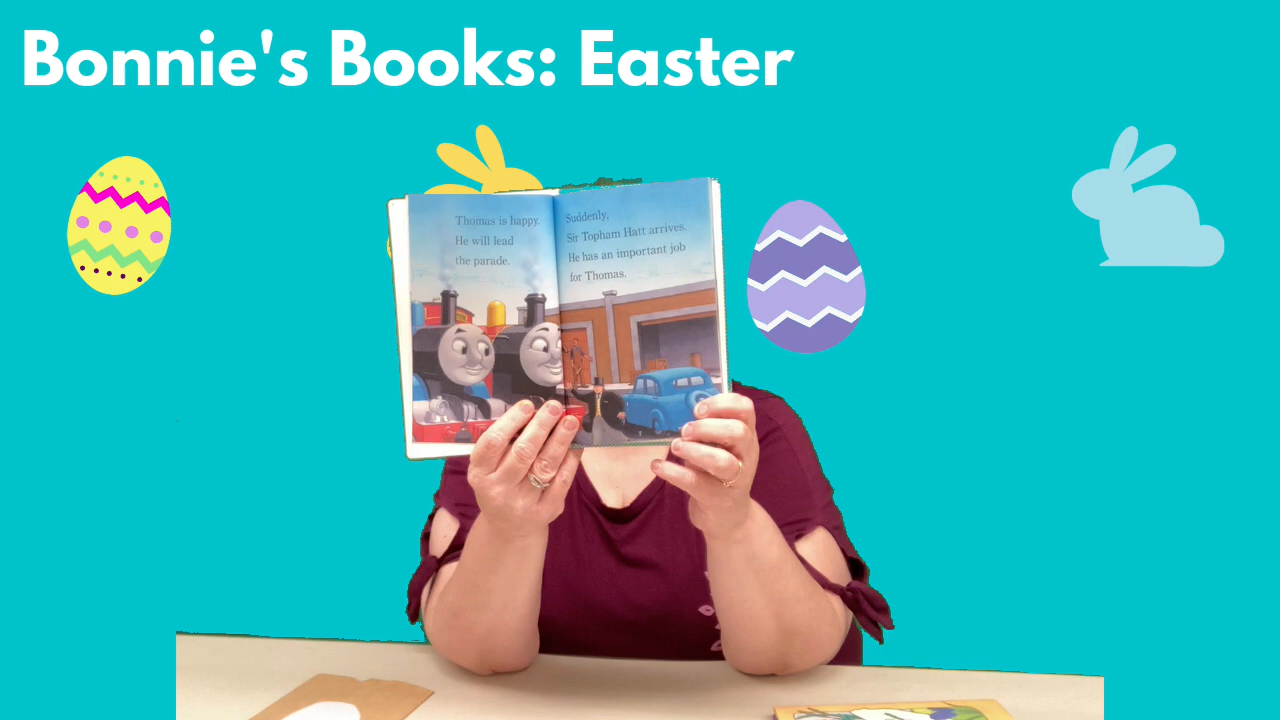 Bonnie's Books: Easter
Thomas is happy.
He will lead
the parade.
Suddenly,
Sir Topham Hatt arrives.
He has an important job
for Thomas.